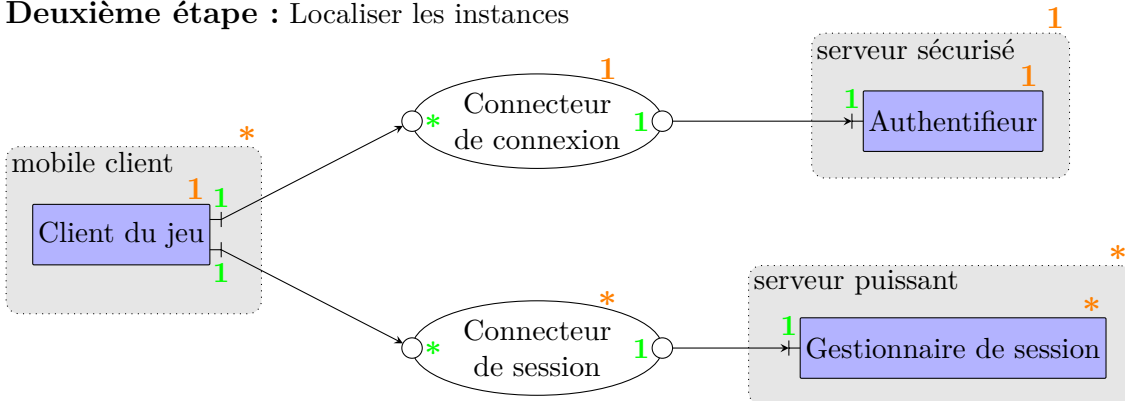 Deuxième étape : Localiser les instances
1
serveur sécurisé
1
1
Authentifieur
1
Connecteur
de connexion
*
1
*
mobile client
1
1
Client du jeu
1
*
Connecteur
de session
*
1
*
serveur puissant
*
1
Gestionnaire de session